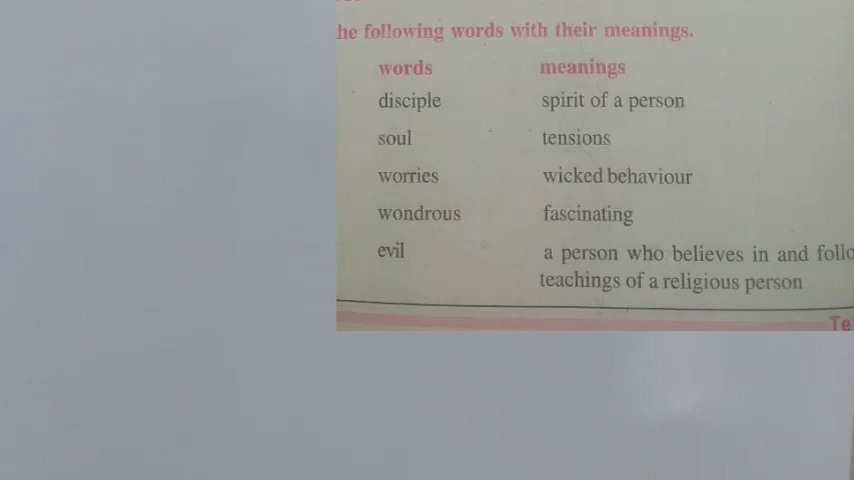 he following words with their meanings.
words meanings
disciple spirit of a person
soul tensions
worries wicked behaviour
wondrous fascinating
evil a person who believes in and follo
teachings of a religious person
Te